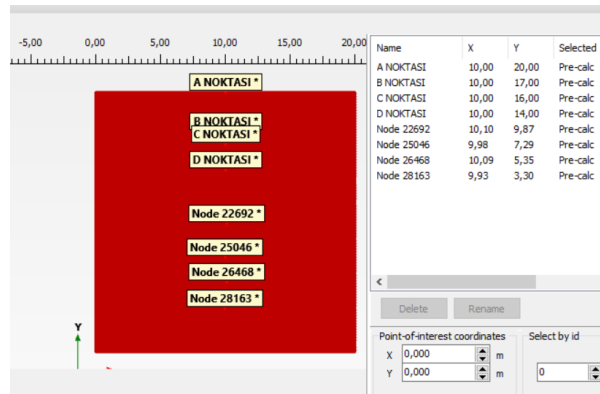 -5,00 0,00 5,00 10,00 15,00 20,00
A NOKTASI *
B NOKTASI *
C NOKTASI *
D NOKTASI *
Node 22692 *
Node 25046 *
Node 26468 *
Node 28163 *
Y
Name X Y Selected
A NOKTASI 10,00 20,00 Pre-calc
B NOKTASI 10,00 17,00 Pre-calc
C NOKTASI 10,00 16,00 Pre-calc
D NOKTASI 10,00 14,00 Pre-calc
Node 22692 10,10 9,87 Pre-calc
Node 25046 9,98 7,29 Pre-calc
Node 26468 10,09 5,35 Pre-calc
Node 28163 9,93 3,30 Pre-calc
Delete Rename
Point-of-interest coordinates Select by id
X 0,000 m
Y 0,000 m 0